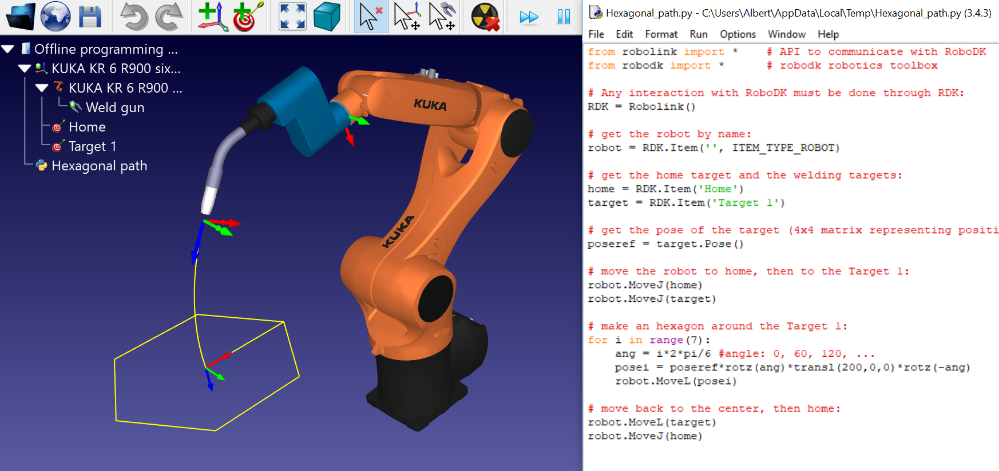 Offline programming ...
KUKA KR 6 R900 six...
KUKA KR 6 R900 ...
Weld gun
Home
Target 1
Hexagonal path
KUKA
KUKA
Hexagonal_path.py - C:\Users\Albert\AppData\Local\Temp\Hexagonal_path.py (3.4.3)
File Edit Format Run Options Window Help
from robolink import *    # API to communicate with RoboDK
from robodk import *      # robodk robotics toolbox
# Any interaction with RoboDK must be done through RDK:
RDK = Robolink()
# get the robot by name:
robot = RDK.Item('', ITEM_TYPE_ROBOT)
# get the home target and the welding targets:
home = RDK.Item('Home')
target = RDK.Item('Target 1')
# get the pose of the target (4x4 matrix representing positi
poseref = target.Pose()
# move the robot to home, then to the Target 1:
robot.MoveJ(home)
robot.MoveJ(target)
# make an hexagon around the Target 1:
for i in range(7):
    ang = i*2*pi/6 #angle: 0, 60, 120, ...
    posei = poseref*rotz(ang)*transl(200,0,0)*rotz(-ang)
    robot.MoveL(posei)
# move back to the center, then home:
robot.MoveL(target)
robot.MoveJ(home)